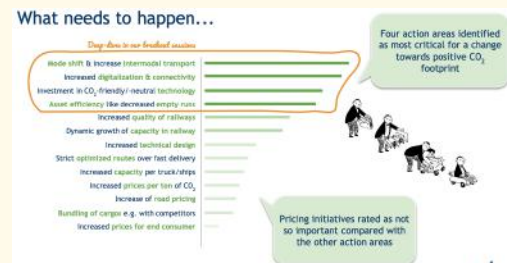 What needs to happen...
Deep-dive in our breakout sessions
Mode shift & increase intermodal transport
Increased digitalization & connectivity
Investment in CO₂-friendly/-neutral technology
Asset efficiency like decreased empty runs
Increased quality of railways
Dynamic growth of capacity in railway
Increased technical design
Strict optimized routes over fast delivery
Increased capacity per truck/ships
Increased prices per ton of CO₂
Increase of road pricing
Bundling of cargos e.g. with competitors
Increased prices for end consumer
Four action areas identified
as most critical for a change
towards positive CO₂
footprint
Pricing initiatives rated as not
so important compared with
the other action areas